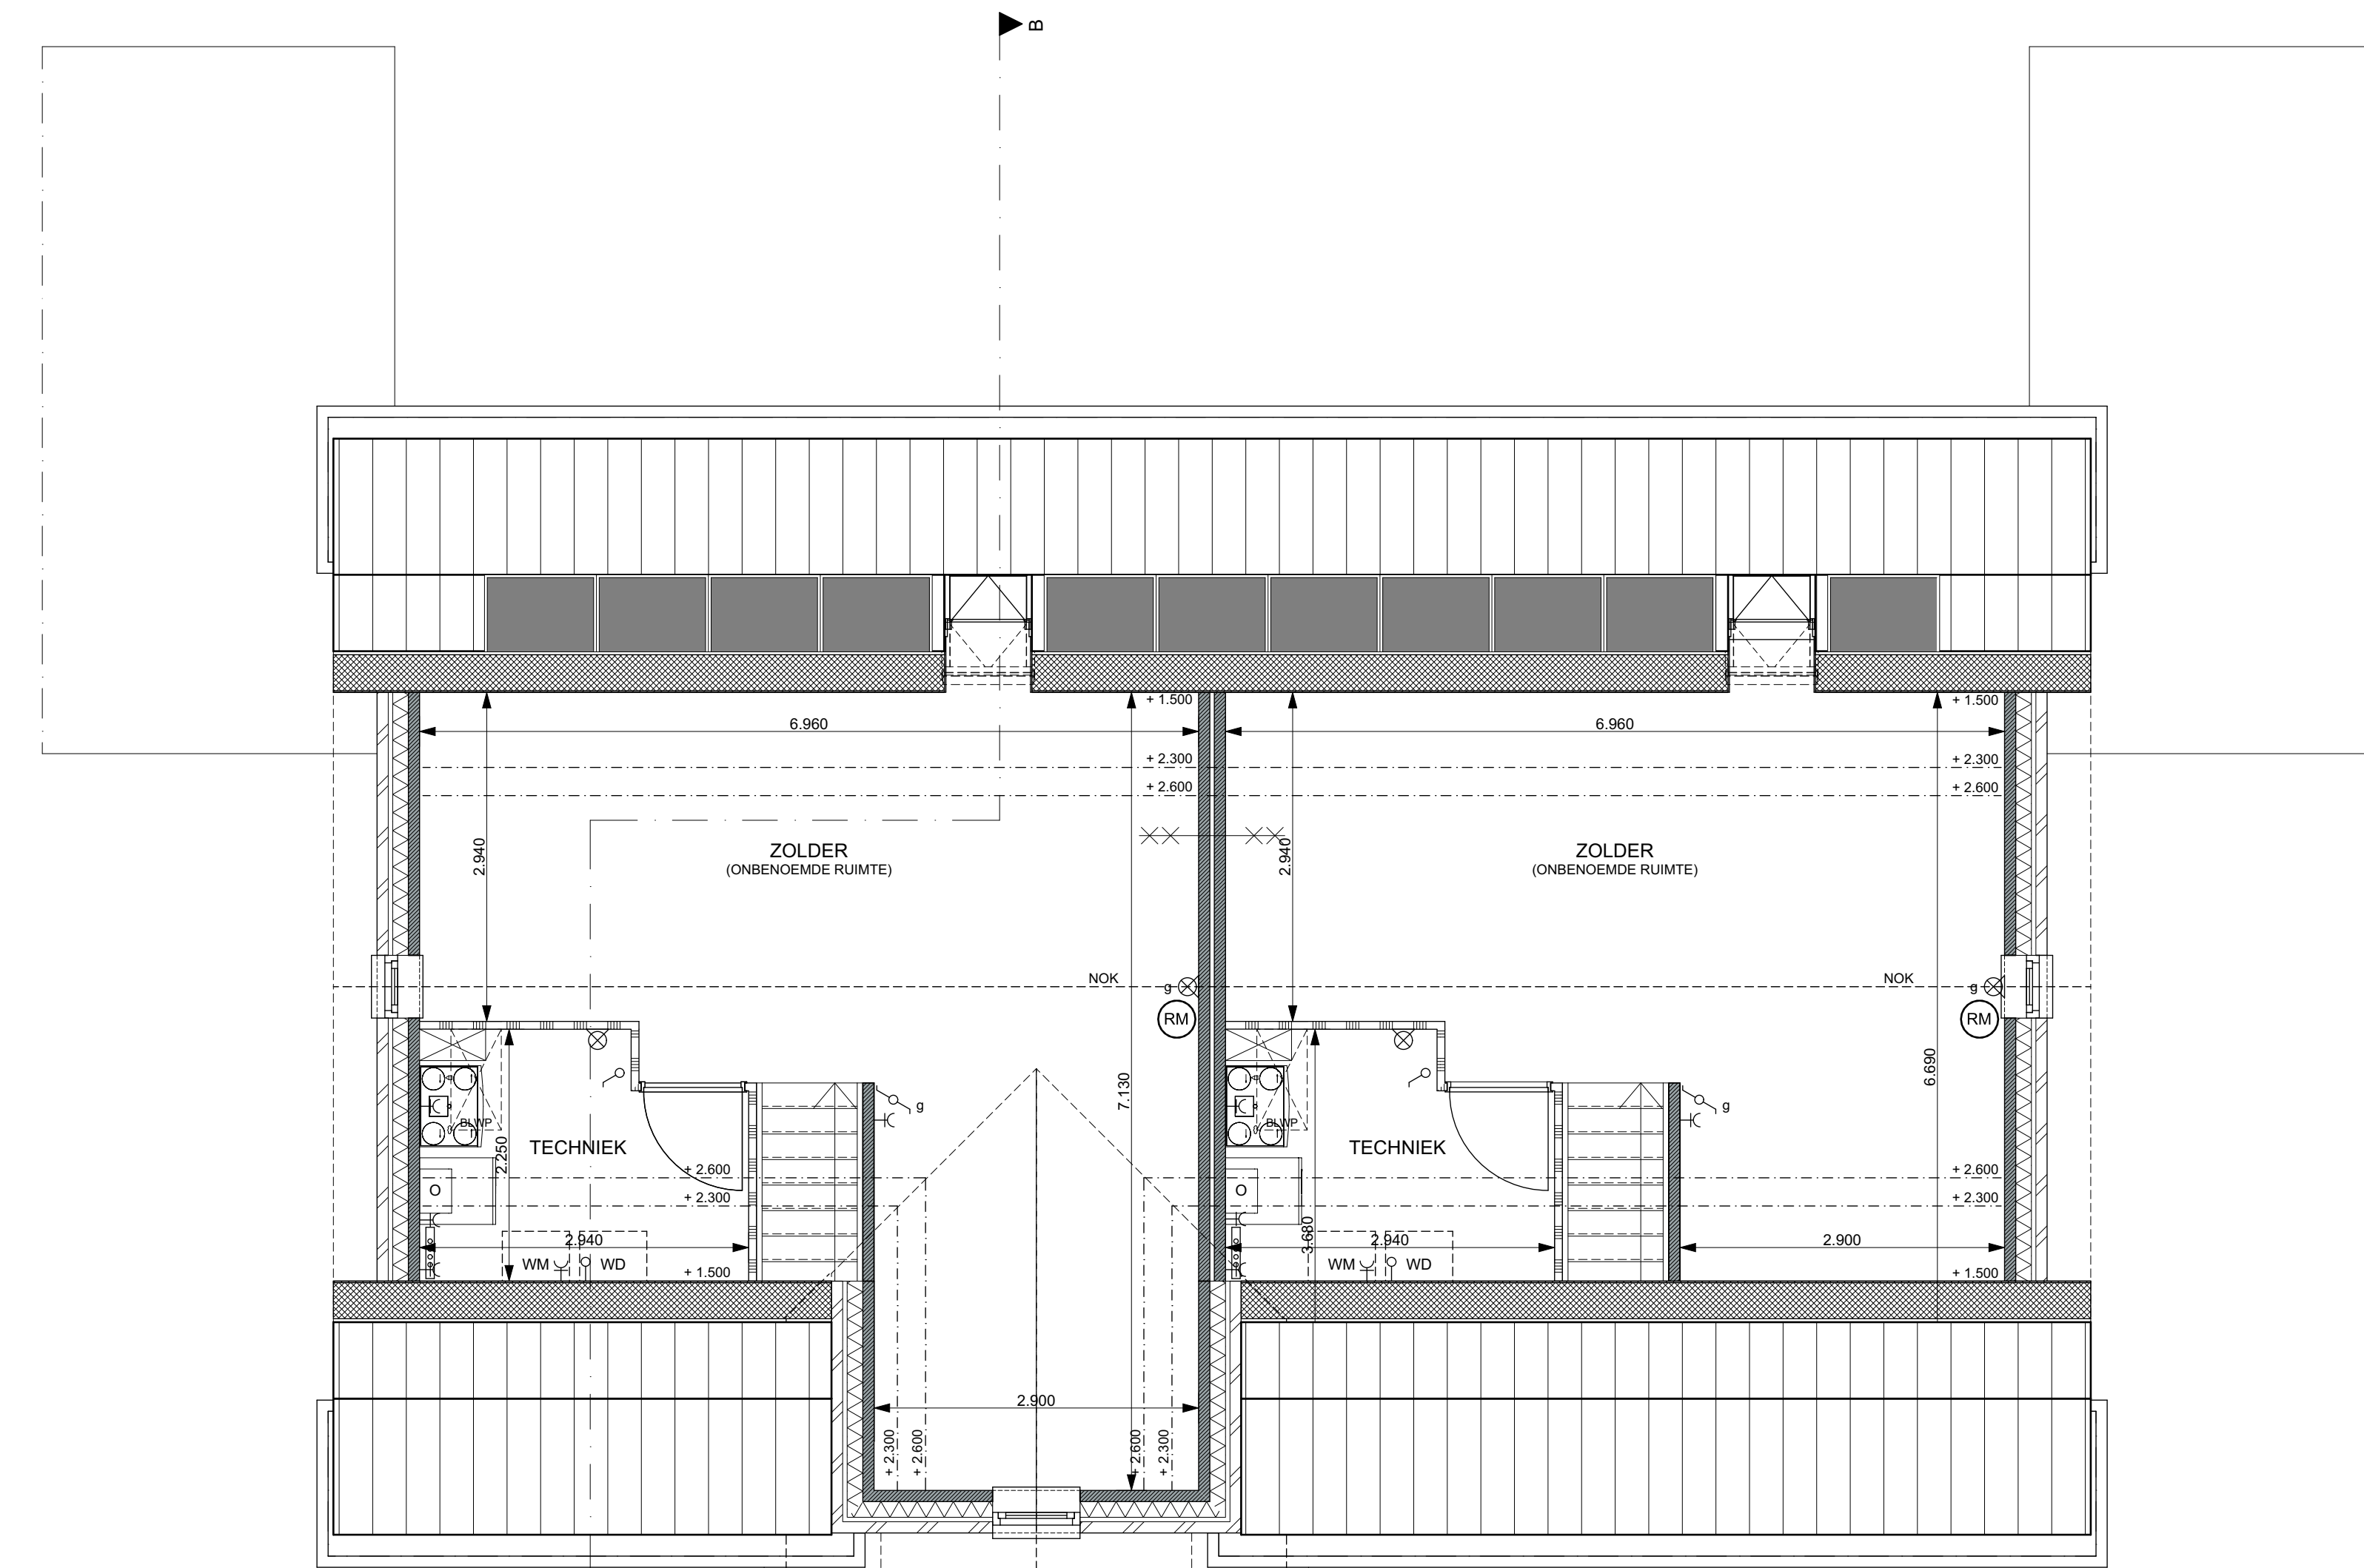 B
+ 1.500
+ 1.500
6.960
6.960
+ 2.300
+ 2.300
+ 2.600
+ 2.600
2.940
ZOLDER
(ONBENOEMDE RUIMTE)
2.940
ZOLDER
(ONBENOEMDE RUIMTE)
NOK
g
NOK
g
RM
RM
7.130
6.690
g
g
BLWP
BLWP
2.250
TECHNIEK
TECHNIEK
+ 2.600
+ 2.600
O
O
+ 2.300
+ 2.300
2.940
3.680
2.940
2.900
WM
WD
+ 1.500
WM
WD
+ 1.500
2.900
+ 2.300
+ 2.600
+ 2.600
+ 2.300